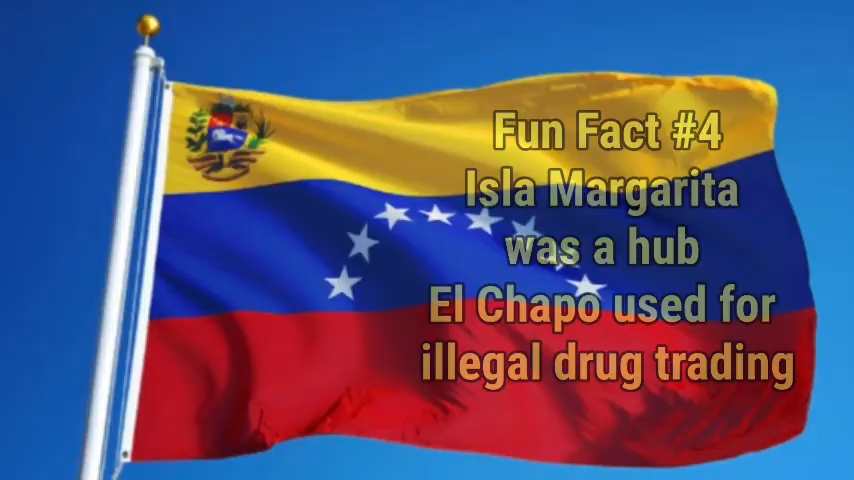 Fun Fact #4
Isla Margarita
was a hub
El Chapo used for
illegal drug trading